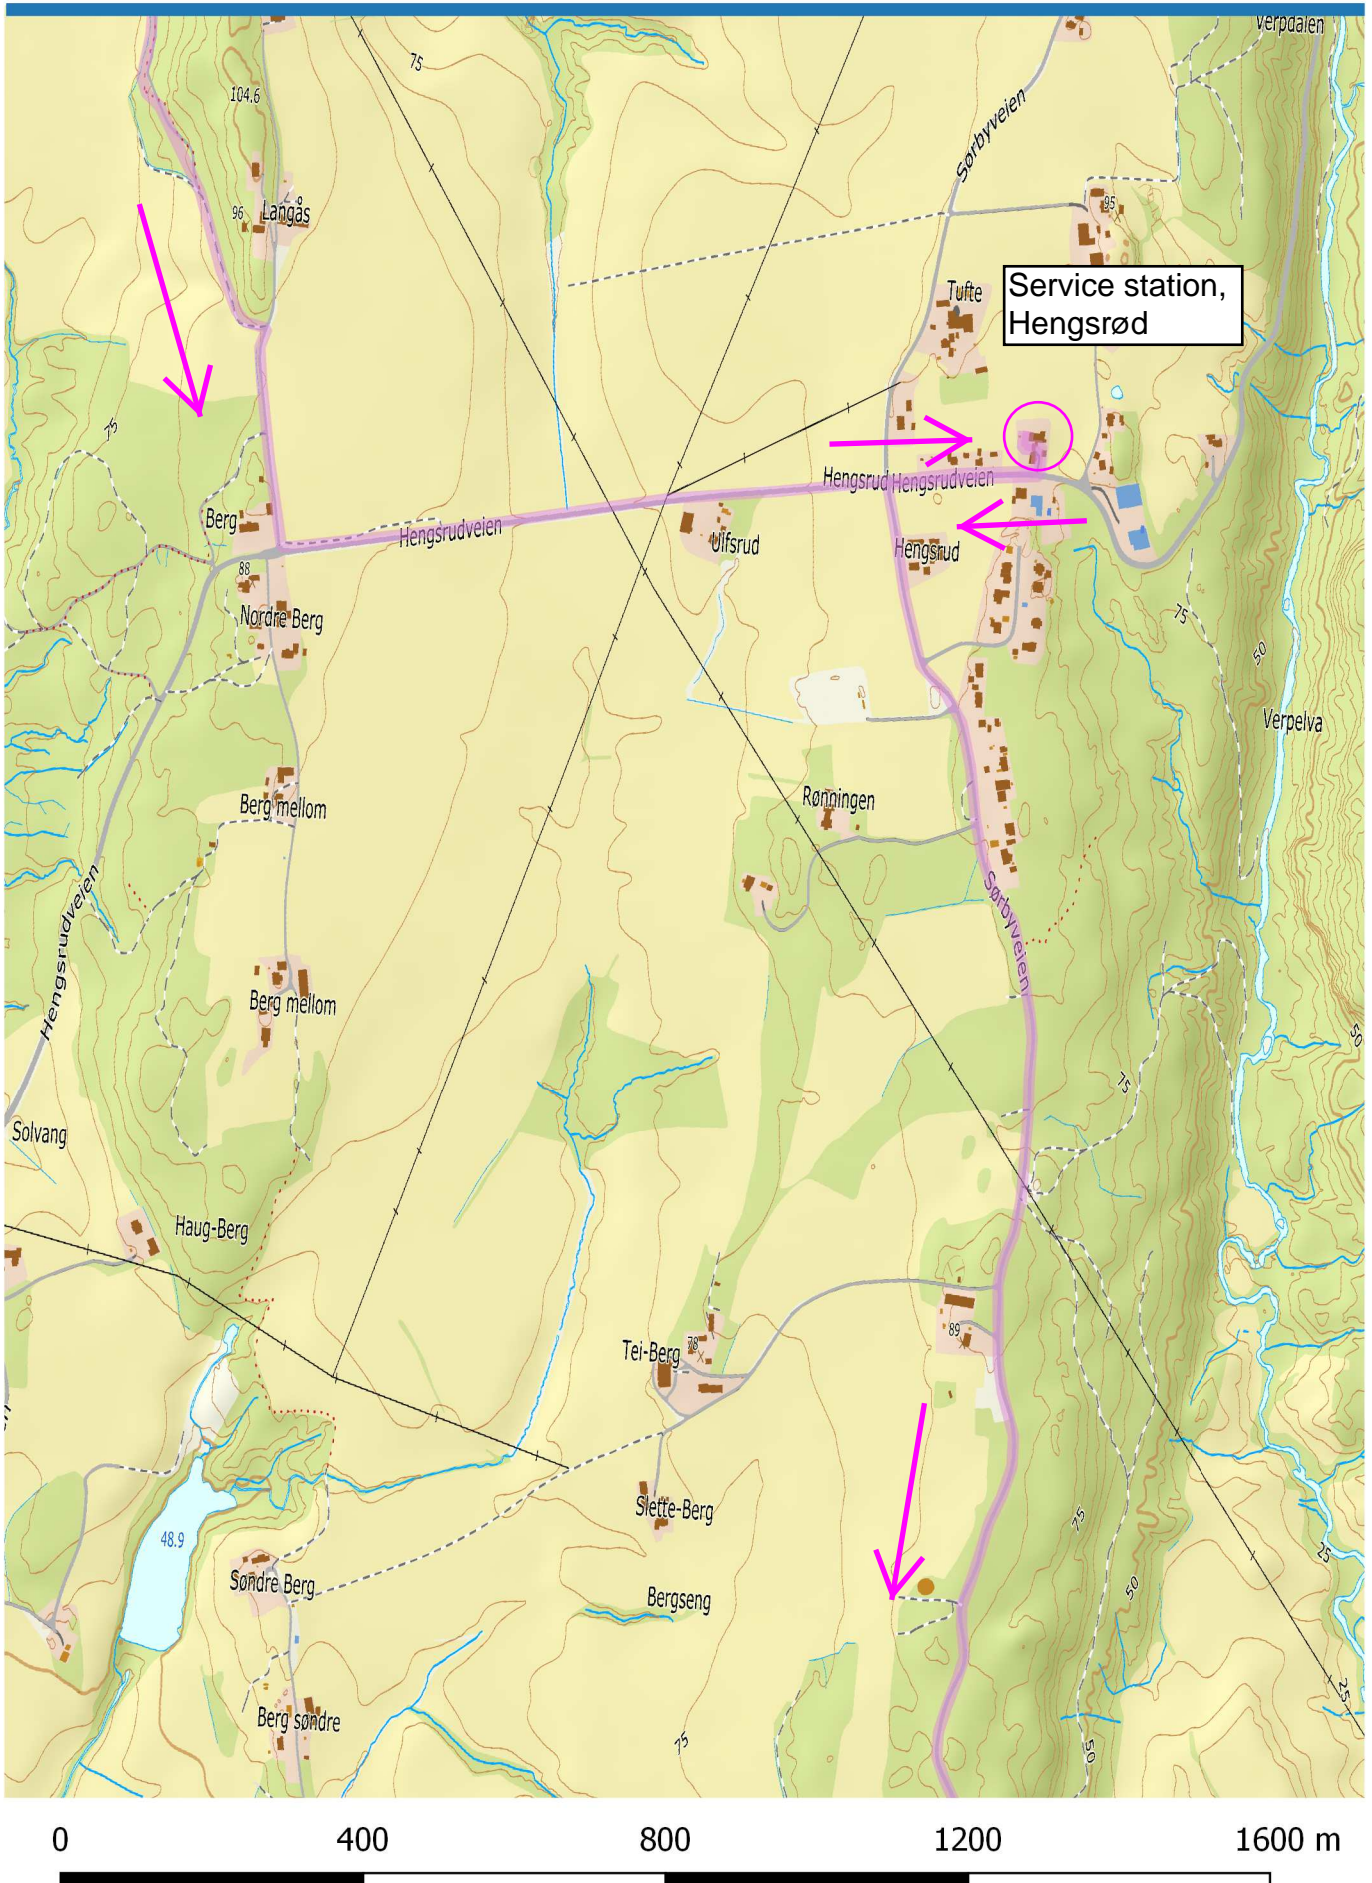 Verpdalen
75
104.6
Sørbyveien
96
Langås
95
Service station,
Hengsrød
Tufte
75
Hengsrud
Hengsrudveien
Berg
Hengsrudveien
Ulfsrud
Hengsrud
88
Nordre Berg
75
50
Verpelva
Berg mellom
Rønningen
Hengsrudveien
Sørbyveien
Berg mellom
50
75
Solvang
Haug-Berg
89
Tei-Berg
78
Slette-Berg
75
48.9
25
Søndre Berg
Bergseng
50
25
Berg søndre
75
50
0 400 800 1200 1600 m